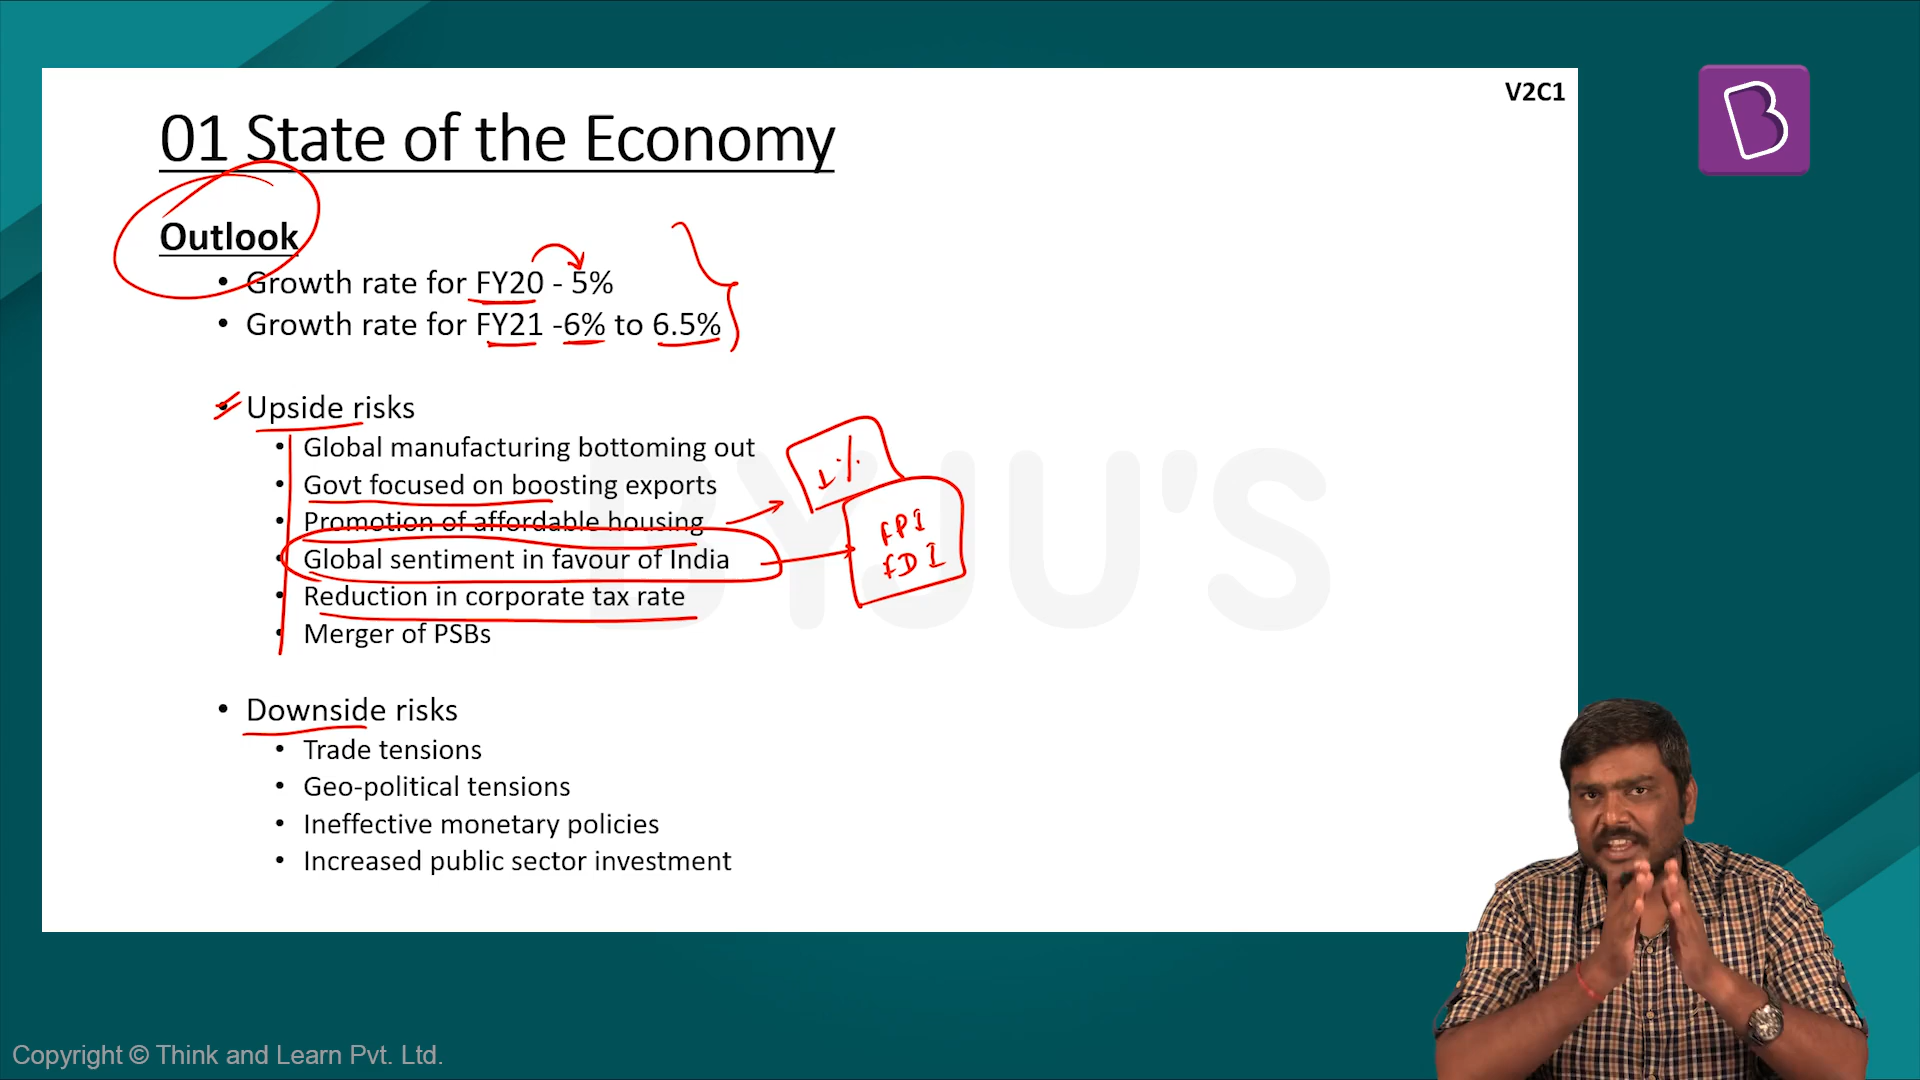 V2C1
01 State of the Economy
Outlook
• Growth rate for FY20 - 5%
• Growth rate for FY21 -6% to 6.5%
• Upside risks
• Global manufacturing bottoming out
• Govt focused on boosting exports
• Promotion of affordable housing
• Global sentiment in favour of India
• Reduction in corporate tax rate
• Merger of PSBs
1%
FPI
FDI
BYJU'S
• Downside risks
• Trade tensions
• Geo-political tensions
• Ineffective monetary policies
• Increased public sector investment
Copyright © Think and Learn Pvt. Ltd.